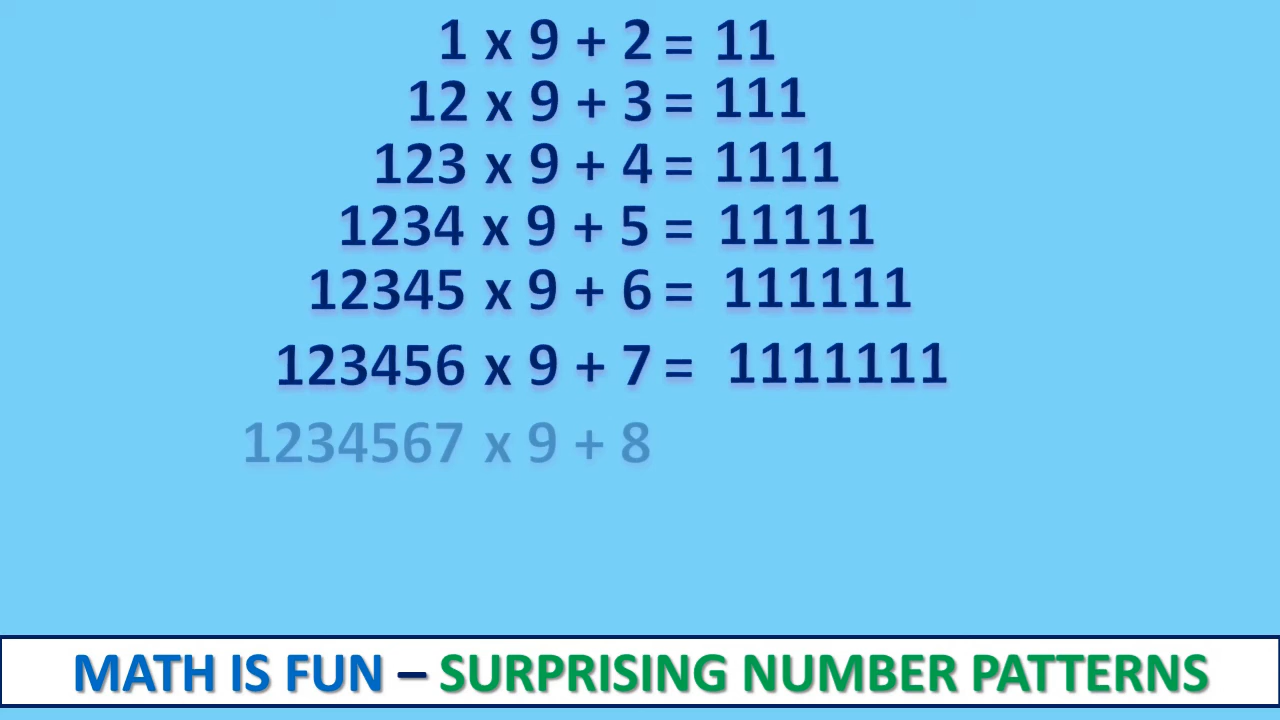 1 x 9 + 2 = 11
12 x 9 + 3 = 111
123 x 9 + 4 = 1111
1234 x 9 + 5 = 11111
12345 x 9 + 6 = 111111
123456 x 9 + 7 = 1111111
1234567 x 9 + 8
MATH IS FUN – SURPRISING NUMBER PATTERNS